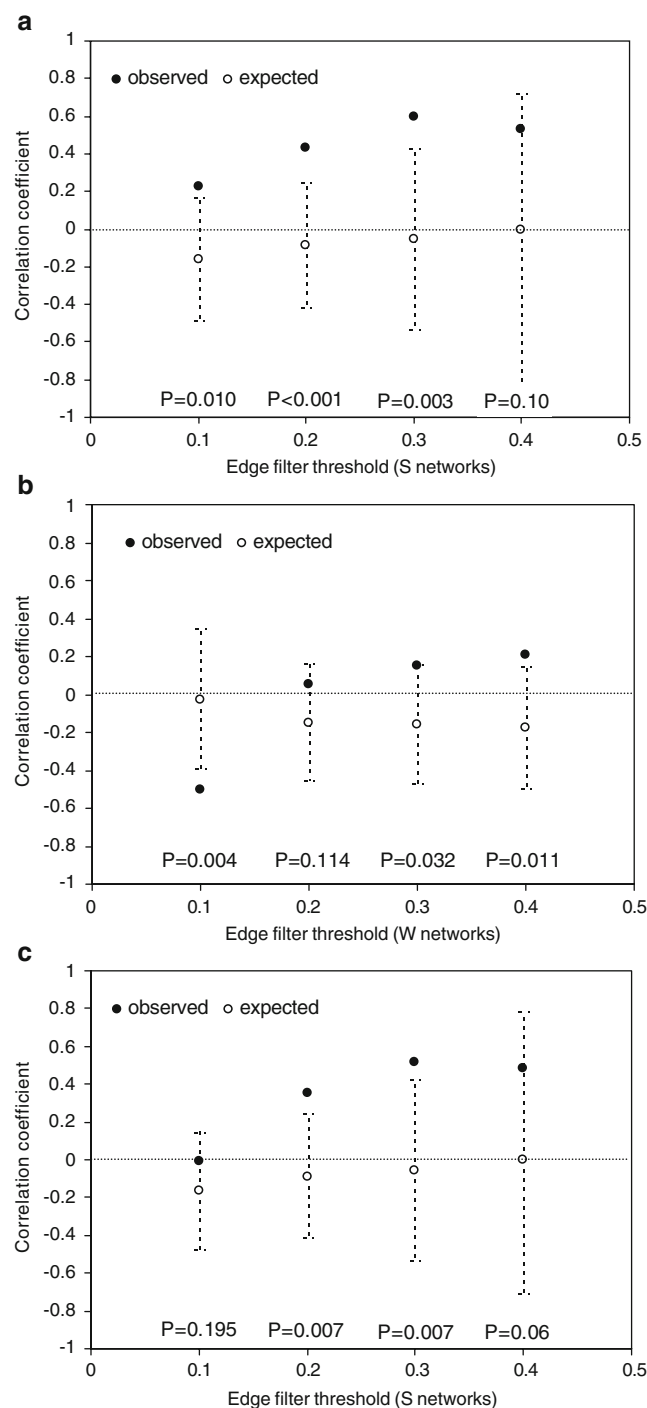 a
1
0.8
● observed ○ expected
0.6
0.4
0.2
0
-0.2
-0.4
-0.6
-0.8
-1
Correlation coefficient
P=0.010 P<0.001 P=0.003 P=0.10
0 0.1 0.2 0.3 0.4 0.5
Edge filter threshold (S networks)
b
1
0.8
● observed ○ expected
0.6
0.4
0.2
0
-0.2
-0.4
-0.6
-0.8
-1
Correlation coefficient
P=0.004 P=0.114 P=0.032 P=0.011
0 0.1 0.2 0.3 0.4 0.5
Edge filter threshold (W networks)
c
1
0.8
● observed ○ expected
0.6
0.4
0.2
0
-0.2
-0.4
-0.6
-0.8
-1
Correlation coefficient
P=0.195 P=0.007 P=0.007 P=0.06
0 0.1 0.2 0.3 0.4 0.5
Edge filter threshold (S networks)